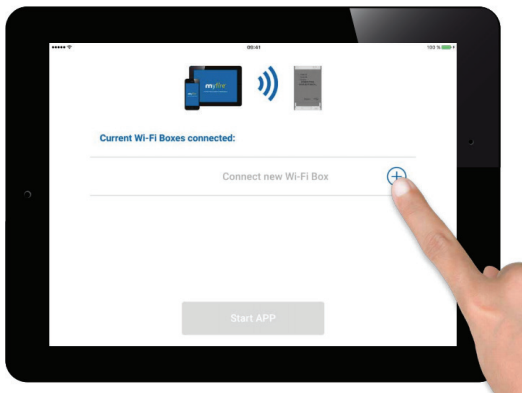 09:41
100 %
myfire
Current Wi-Fi Boxes connected:
Connect new Wi-Fi Box
Start APP